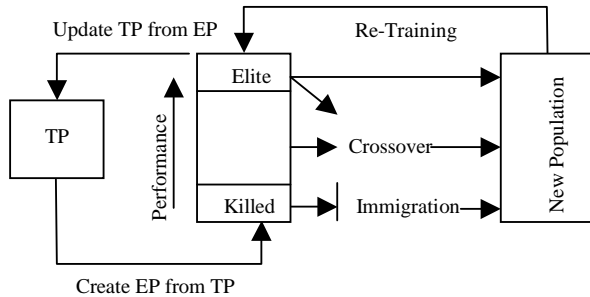 Update TP from EP
Re-Training
Elite
TP
Performance
Crossover
New Population
Killed
Immigration
Create EP from TP